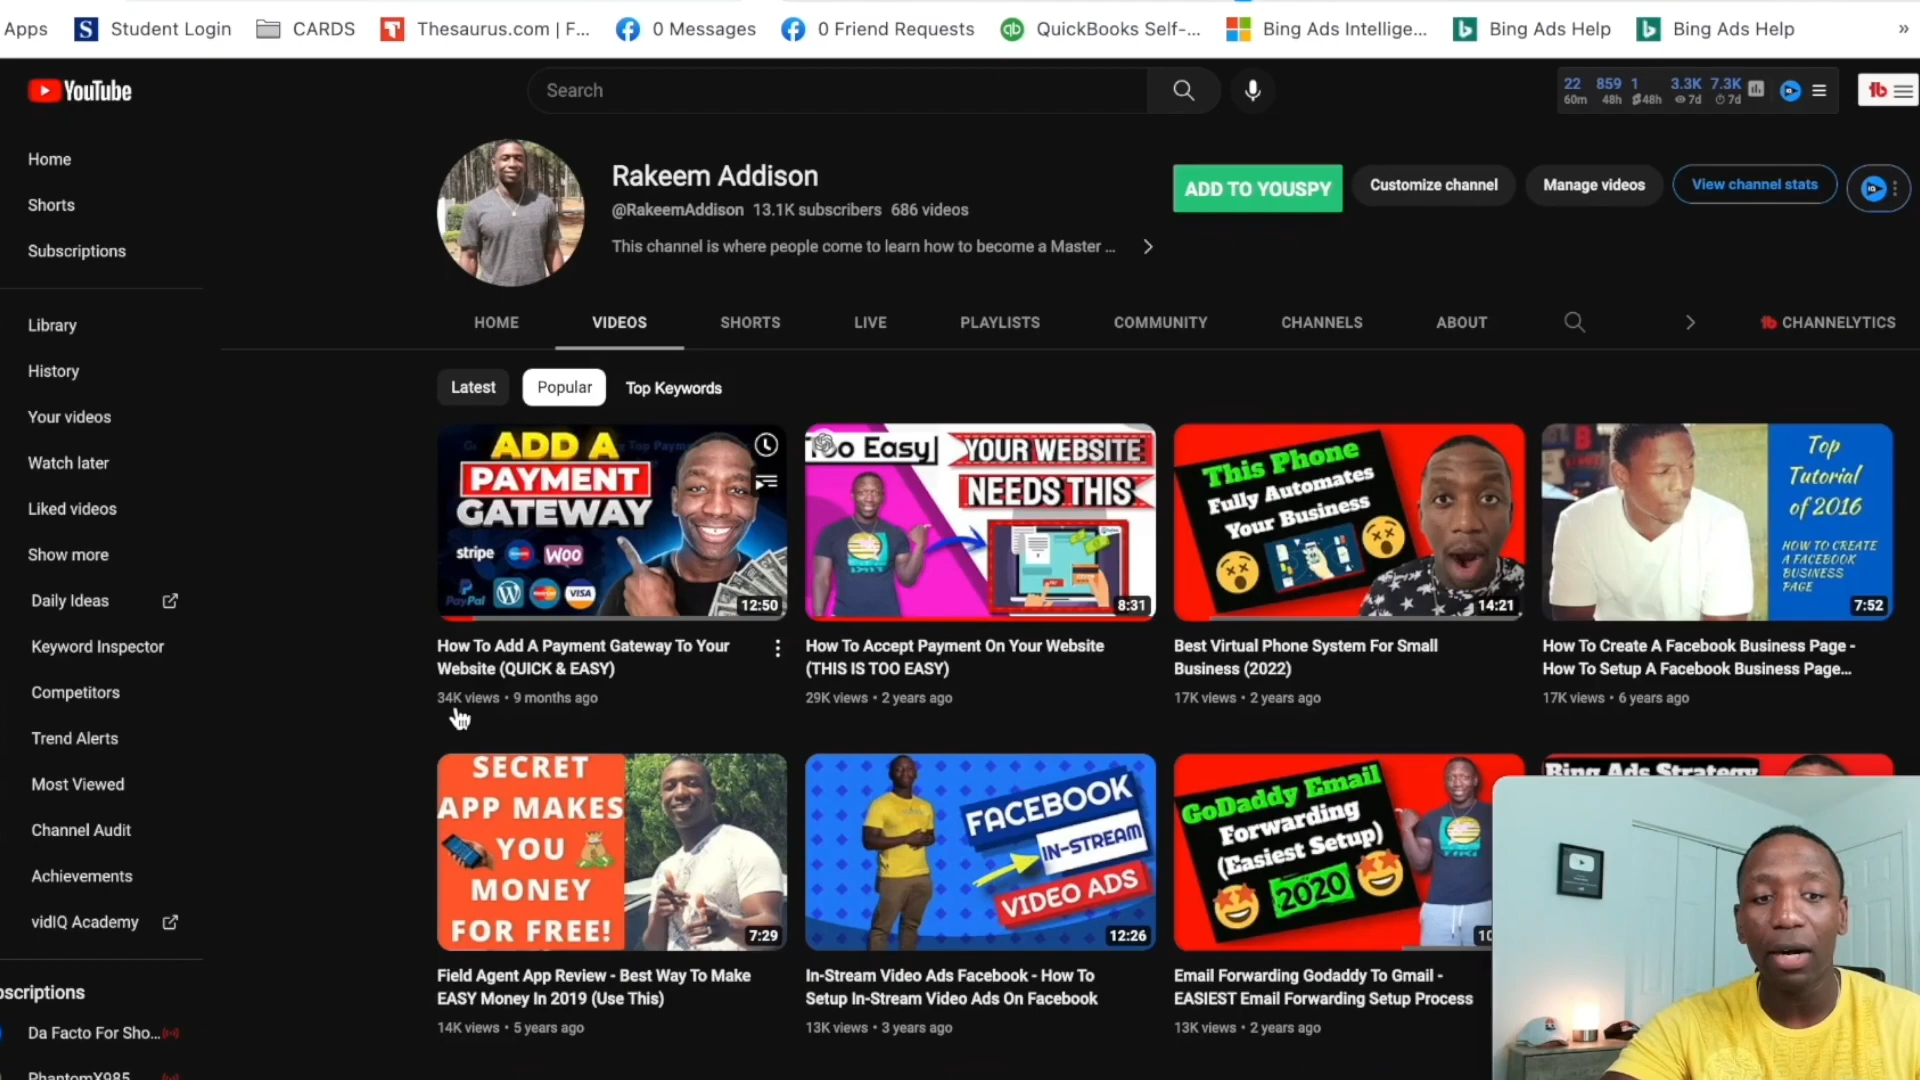 Apps
Student Login
CARDS
Thesaurus.com | F...
0 Messages
0 Friend Requests
QuickBooks Self-...
Bing Ads Intellige...
Bing Ads Help
Bing Ads Help
»
YouTube
Search
22 859 1 3.3K 7.3K
60m 48h 48h 7d 7d
tb
Home
Shorts
Subscriptions
Library
History
Your videos
Watch later
Liked videos
Show more
Daily Ideas
Keyword Inspector
Competitors
Trend Alerts
Most Viewed
Channel Audit
Achievements
vidIQ Academy
oscriptions
Da Facto For Sho...
PhantomX985
Rakeem Addison
@RakeemAddison 13.1K subscribers 686 videos
This channel is where people come to learn how to become a Master ...
ADD TO YOUSPY
Customize channel
Manage videos
View channel stats
HOME
VIDEOS
SHORTS
LIVE
PLAYLISTS
COMMUNITY
CHANNELS
ABOUT
tb CHANNELYTICS
Latest
Popular
Top Keywords
ADD A
PAYMENT
GATEWAY
stripe
WOO
PayPal
VISA
12:50
How To Add A Payment Gateway To Your
Website (QUICK & EASY)
34K views • 9 months ago
Too Easy
YOUR WEBSITE
NEEDS THIS
8:31
How To Accept Payment On Your Website
(THIS IS TOO EASY)
29K views • 2 years ago
This Phone
Fully Automates
Your Business
14:21
Best Virtual Phone System For Small
Business (2022)
17K views • 2 years ago
Top
Tutorial
of 2016
HOW TO CREATE
A FACEBOOK
BUSINESS
PAGE
7:52
How To Create A Facebook Business Page -
How To Setup A Facebook Business Page...
17K views • 6 years ago
SECRET
APP MAKES
YOU
MONEY
FOR FREE!
7:29
Field Agent App Review - Best Way To Make
EASY Money In 2019 (Use This)
14K views • 5 years ago
FACEBOOK
IN-STREAM
VIDEO ADS
12:26
In-Stream Video Ads Facebook - How To
Setup In-Stream Video Ads On Facebook
13K views • 3 years ago
GoDaddy Email
Forwarding
(Easiest Setup)
2020
10
Email Forwarding Godaddy To Gmail -
EASIEST Email Forwarding Setup Process
13K views • 2 years ago
Bing Ads Strategy